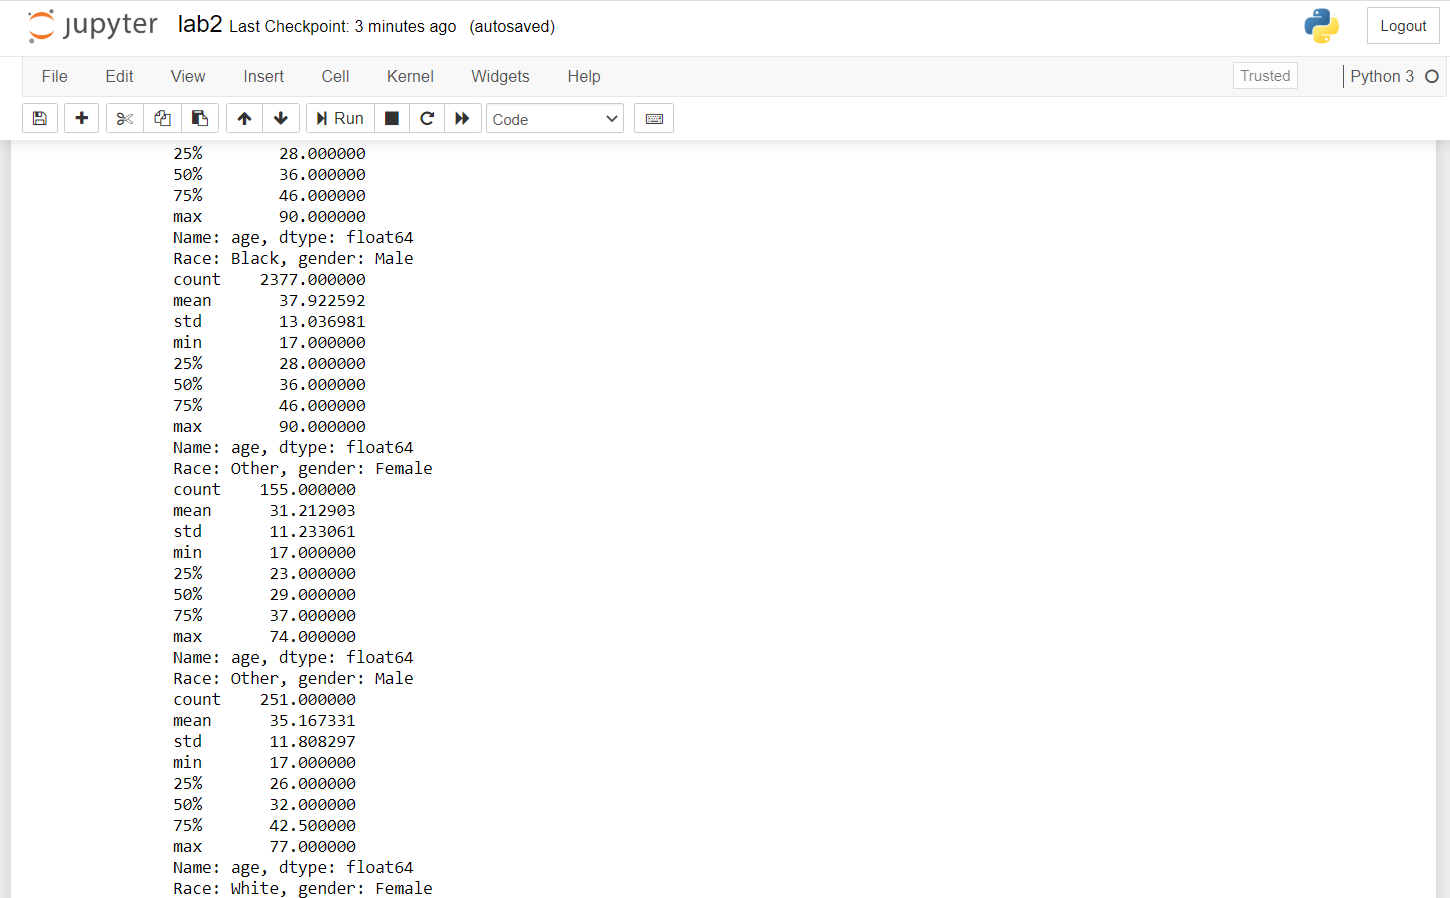 jupyter lab2 Last Checkpoint: 3 minutes ago (autosaved) Logout
File Edit View Insert Cell Kernel Widgets Help Trusted Python 3
Run Code
25% 28.000000
50% 36.000000
75% 46.000000
max 90.000000
Name: age, dtype: float64
Race: Black, gender: Male
count 2377.000000
mean 37.922592
std 13.036981
min 17.000000
25% 28.000000
50% 36.000000
75% 46.000000
max 90.000000
Name: age, dtype: float64
Race: Other, gender: Female
count 155.000000
mean 31.212903
std 11.233061
min 17.000000
25% 23.000000
50% 29.000000
75% 37.000000
max 74.000000
Name: age, dtype: float64
Race: Other, gender: Male
count 251.000000
mean 35.167331
std 11.808297
min 17.000000
25% 26.000000
50% 32.000000
75% 42.500000
max 77.000000
Name: age, dtype: float64
Race: White, gender: Female